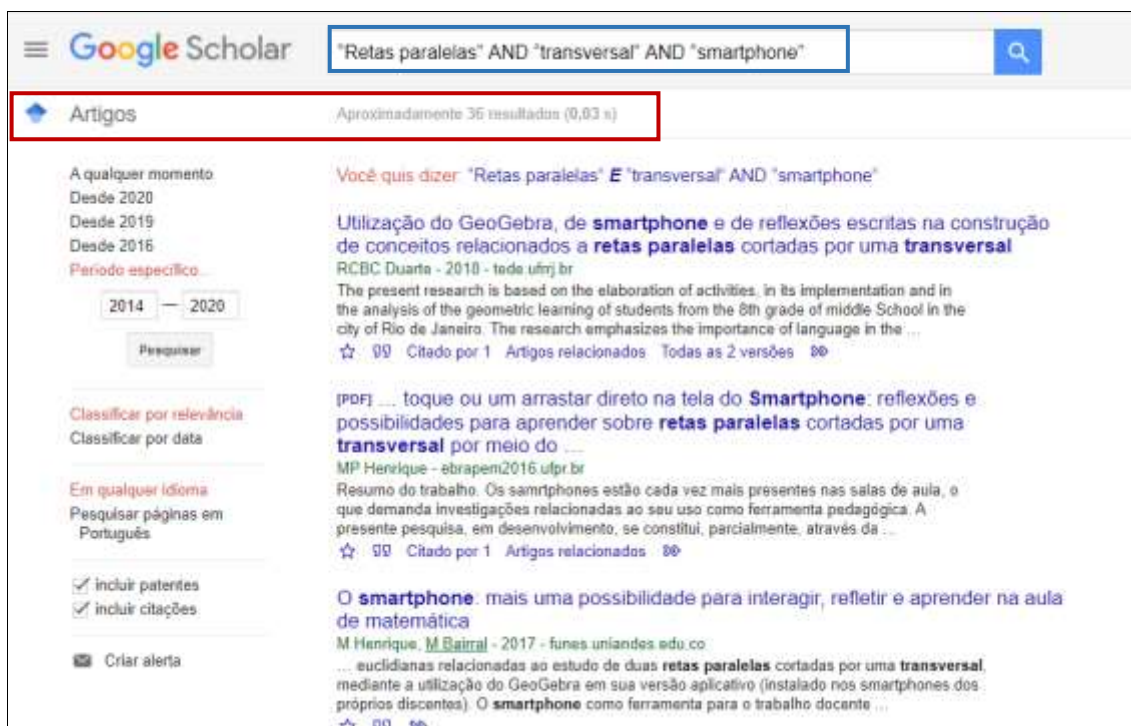 Google Scholar
"Retas paralelas" AND "transversal" AND "smartphone"
Artigos
Aproximadamente 36 resultados (0,03 s)
A qualquer momento
Desde 2020
Desde 2019
Desde 2016
Período específico...
2014 — 2020
Pesquisar
Classificar por relevância
Classificar por data
Em qualquer idioma
Pesquisar páginas em
Português
incluir patentes
incluir citações
Criar alerta
Você quis dizer: "Retas paralelas" E "transversal" AND "smartphone"
Utilização do GeoGebra, de smartphone e de reflexões escritas na construção
de conceitos relacionados a retas paralelas cortadas por uma transversal
RCBC Duarte - 2018 - tede.ufrrj.br
The present research is based on the elaboration of activities, in its implementation and in
the analysis of the geometric learning of students from the 8th grade of middle School in the
city of Rio de Janeiro. The research emphasizes the importance of language in the ...
Citado por 1 Artigos relacionados Todas as 2 versões
[PDF] ... toque ou um arrastar direto na tela do Smartphone: reflexões e
possibilidades para aprender sobre retas paralelas cortadas por uma
transversal por meio do ...
MP Henrique - ebrapem2016.ufpr.br
Resumo do trabalho. Os samrtphones estão cada vez mais presentes nas salas de aula, o
que demanda investigações relacionadas ao seu uso como ferramenta pedagógica. A
presente pesquisa, em desenvolvimento, se constitui, parcialmente, através da ...
Citado por 1 Artigos relacionados
O smartphone: mais uma possibilidade para interagir, refletir e aprender na aula
de matemática
M Henrique, M Bairral - 2017 - funes.uniandes.edu.co
... euclidianas relacionadas ao estudo de duas retas paralelas cortadas por uma transversal,
mediante a utilização do GeoGebra em sua versão aplicativo (instalado nos smartphones dos
próprios discentes). O smartphone como ferramenta para o trabalho docente ...